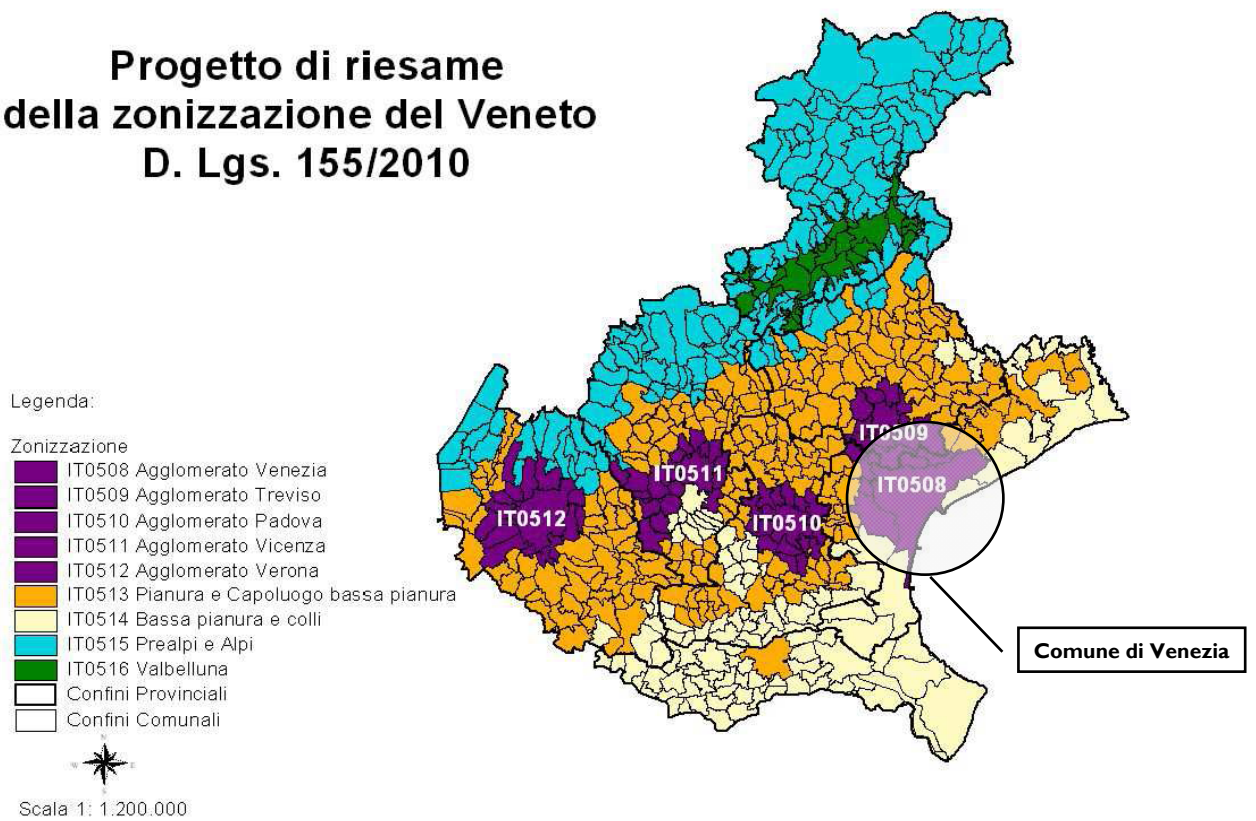 Progetto di riesame
della zonizzazione del Veneto
D. Lgs. 155/2010
Legenda:
Zonizzazione
IT0508 Agglomerato Venezia
IT0509 Agglomerato Treviso
IT0510 Agglomerato Padova
IT0511 Agglomerato Vicenza
IT0512 Agglomerato Verona
IT0513 Pianura e Capoluogo bassa pianura
IT0514 Bassa pianura e colli
IT0515 Prealpi e Alpi
IT0516 Valbelluna
Confini Provinciali
Confini Comunali
N
W E
S
Scala 1: 1.200.000
IT0509
IT0511
IT0508
IT0512
IT0510
Comune di Venezia